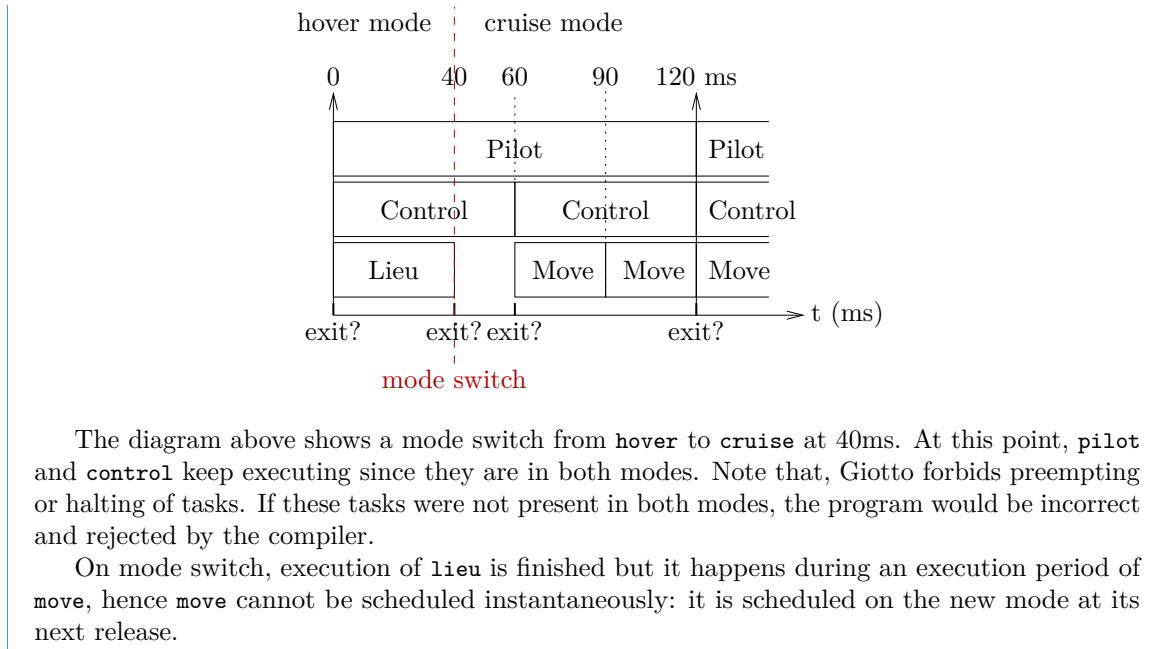 hover mode cruise mode
0 40 60 90 120 ms
Pilot Pilot
Control Control Control
Lieu Move Move Move
t (ms)
exit? exit? exit? exit?
mode switch
The diagram above shows a mode switch from hover to cruise at 40ms. At this point, pilot
and control keep executing since they are in both modes. Note that, Giotto forbids preempting
or halting of tasks. If these tasks were not present in both modes, the program would be incorrect
and rejected by the compiler.
On mode switch, execution of lieu is finished but it happens during an execution period of
move, hence move cannot be scheduled instantaneously: it is scheduled on the new mode at its
next release.